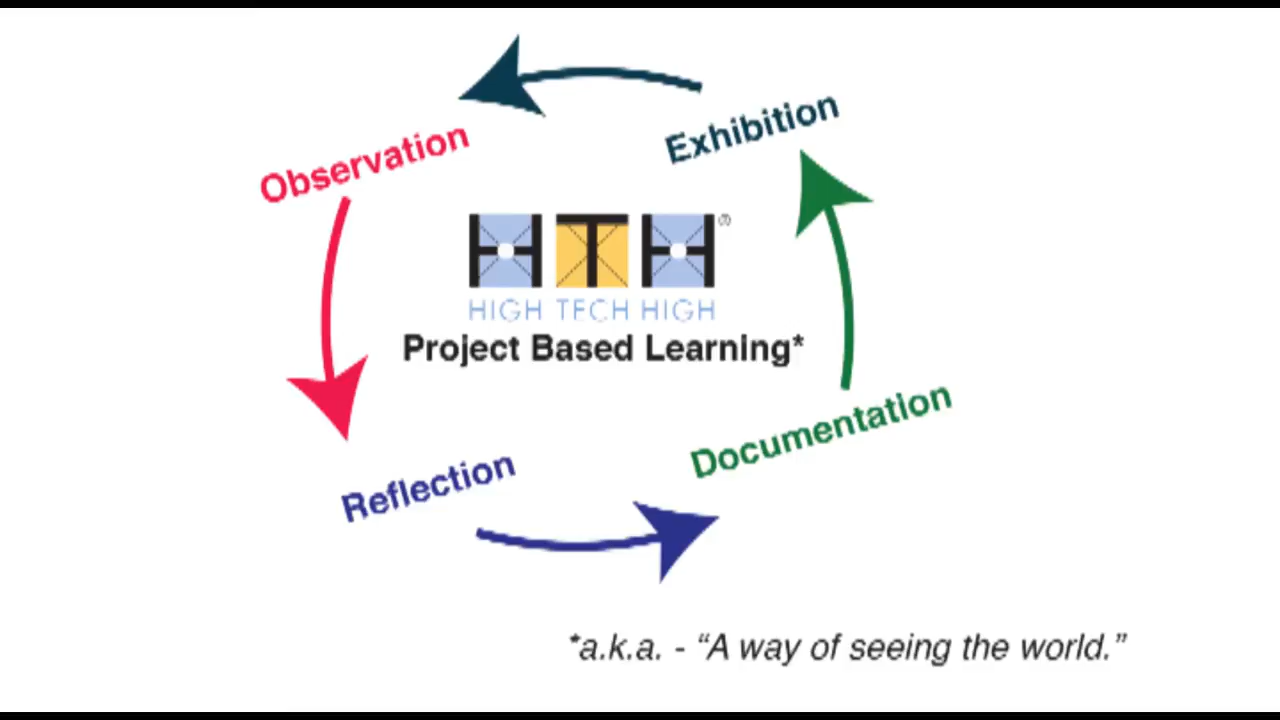 Exhibition
Observation
HTH®
HIGH TECH HIGH
Project Based Learning*
Documentation
Reflection
*a.k.a. - “A way of seeing the world.”